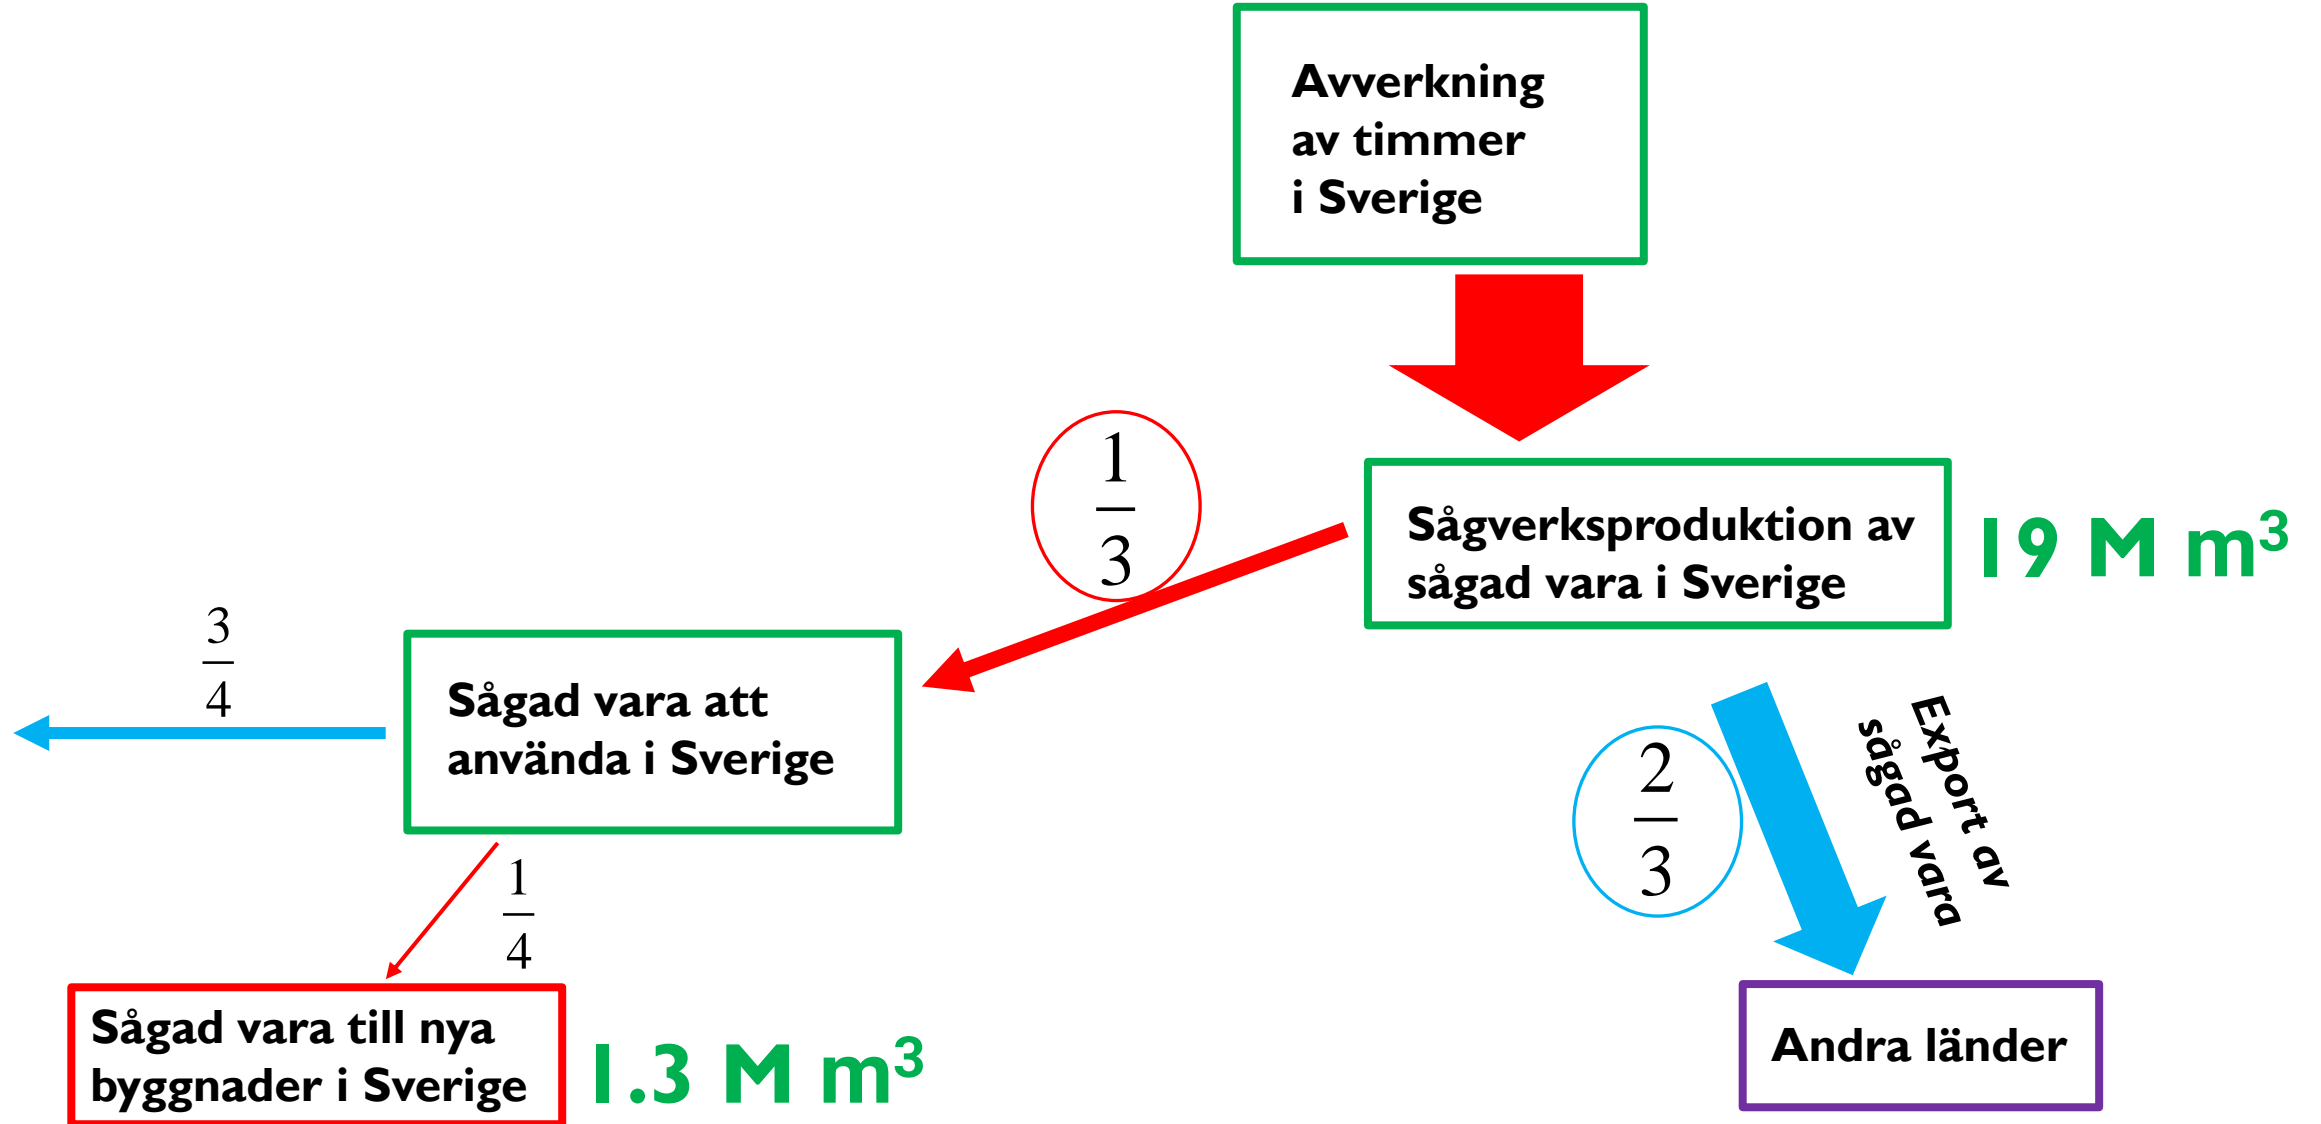 Avverkning
av timmer
i Sverige
1
3
Sågverksproduktion av
sågad vara i Sverige
19 M m³
3
4
Sågad vara att
använda i Sverige
2
3
Export av
sågad vara
1
4
Sågad vara till nya
byggnader i Sverige
1.3 M m³
Andra länder